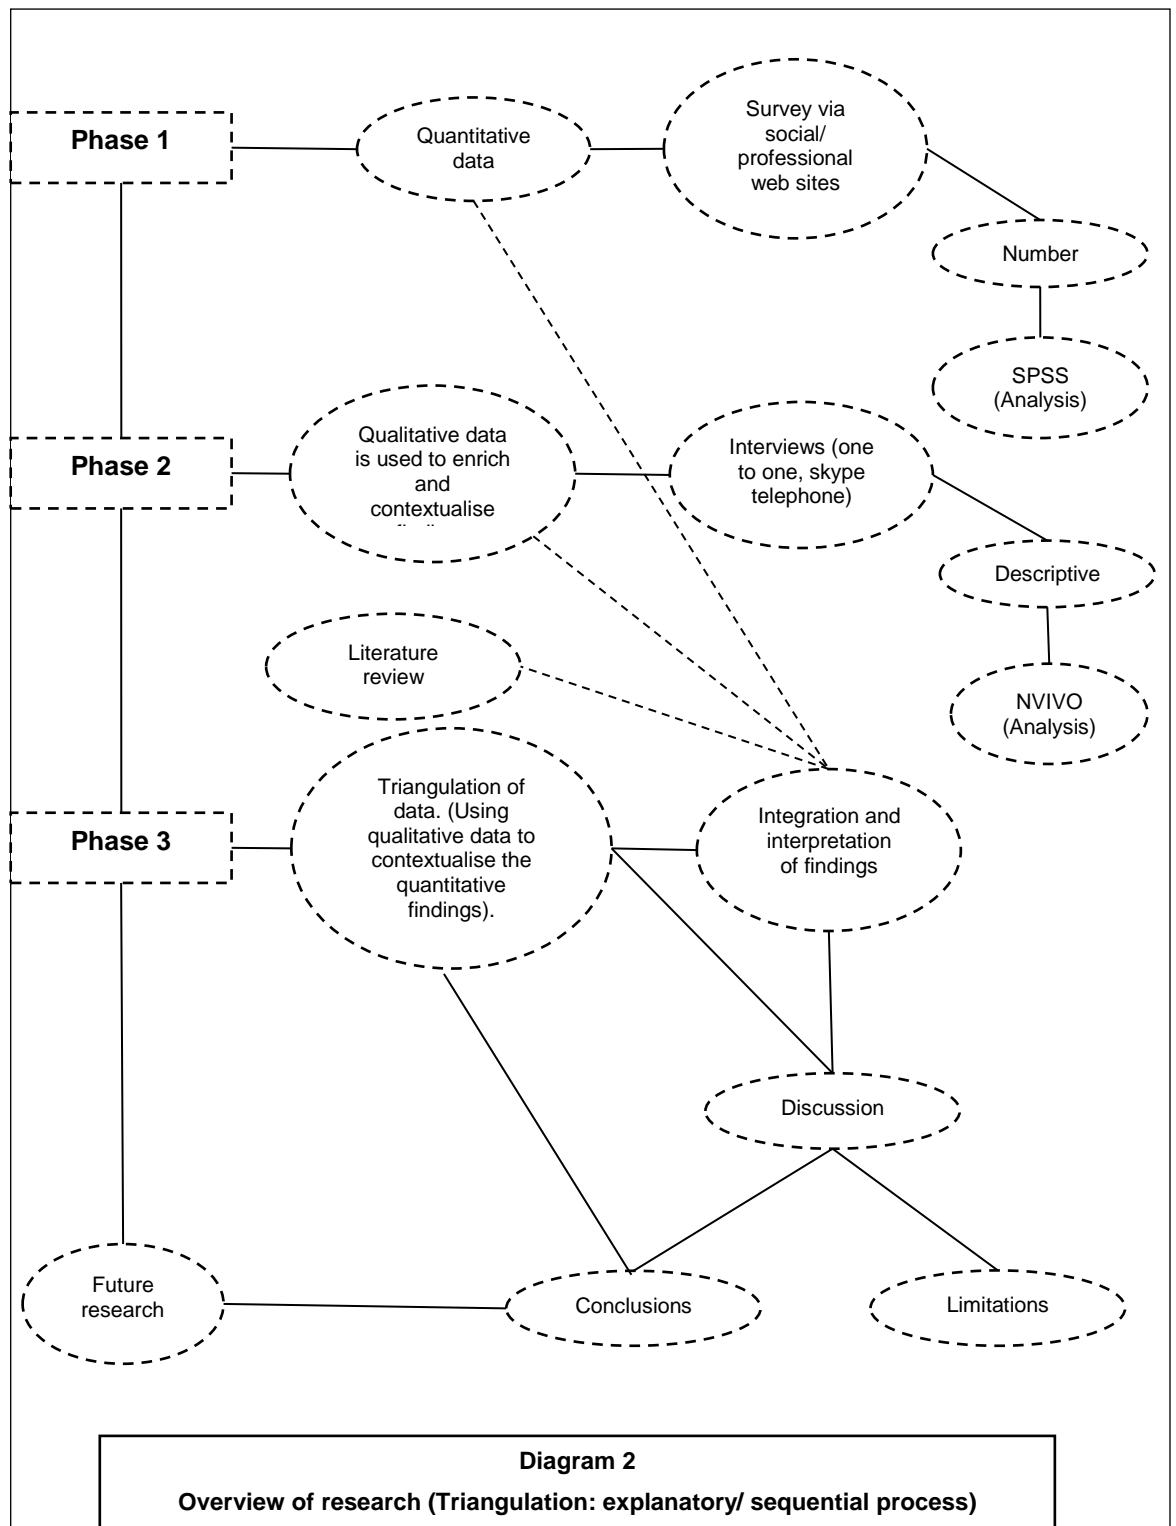 Phase 1
Quantitative
data
Survey via
social/
professional
web sites
Number
SPSS
(Analysis)
Phase 2
Qualitative data
is used to enrich
and
contextualise
Interviews (one
to one, skype
telephone)
Descriptive
NVIVO
(Analysis)
Literature
review
Phase 3
Triangulation of
data. (Using
qualitative data to
contextualise the
quantitative
findings).
Integration and
interpretation
of findings
Discussion
Future
research
Conclusions
Limitations
Diagram 2
Overview of research (Triangulation: explanatory/ sequential process)